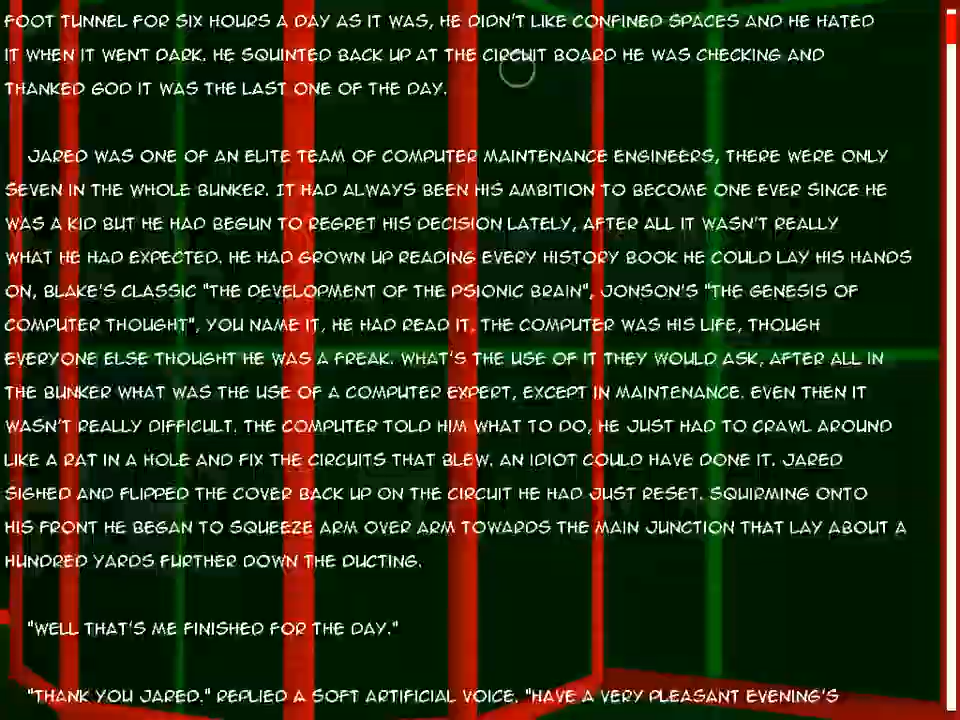 FOOT TUNNEL FOR SIX HOURS A DAY AS IT WAS, HE DIDN'T LIKE CONFINED SPACES AND HE HATED
IT WHEN IT WENT DARK. HE SQUINTED BACK UP AT THE CIRCUIT BOARD HE WAS CHECKING AND
THANKED GOD IT WAS THE LAST ONE OF THE DAY.
JARED WAS ONE OF AN ELITE TEAM OF COMPUTER MAINTENANCE ENGINEERS, THERE WERE ONLY
SEVEN IN THE WHOLE BUNKER. IT HAD ALWAYS BEEN HIS AMBITION TO BECOME ONE EVER SINCE HE
WAS A KID BUT HE HAD BEGUN TO REGRET HIS DECISION LATELY, AFTER ALL IT WASN'T REALLY
WHAT HE HAD EXPECTED. HE HAD GROWN UP READING EVERY HISTORY BOOK HE COULD LAY HIS HANDS
ON, BLAKE'S CLASSIC "THE DEVELOPMENT OF THE PSIONIC BRAIN", JONSON'S "THE GENESIS OF
COMPUTER THOUGHT", YOU NAME IT, HE HAD READ IT. THE COMPUTER WAS HIS LIFE, THOUGH
EVERYONE ELSE THOUGHT HE WAS A FREAK. WHAT'S THE USE OF IT THEY WOULD ASK, AFTER ALL IN
THE BUNKER WHAT WAS THE USE OF A COMPUTER EXPERT, EXCEPT IN MAINTENANCE. EVEN THEN IT
WASN'T REALLY DIFFICULT. THE COMPUTER TOLD HIM WHAT TO DO, HE JUST HAD TO CRAWL AROUND
LIKE A RAT IN A HOLE AND FIX THE CIRCUITS THAT BLEW. AN IDIOT COULD HAVE DONE IT. JARED
SIGHED AND FLIPPED THE COVER BACK UP ON THE CIRCUIT HE HAD JUST RESET. SQUIRMING ONTO
HIS FRONT HE BEGAN TO SQUEEZE ARM OVER ARM TOWARDS THE MAIN JUNCTION THAT LAY ABOUT A
HUNDRED YARDS FURTHER DOWN THE DUCTING.
"WELL THAT'S ME FINISHED FOR THE DAY."
"THANK YOU JARED." REPLIED A SOFT ARTIFICIAL VOICE. "HAVE A VERY PLEASANT EVENING'S